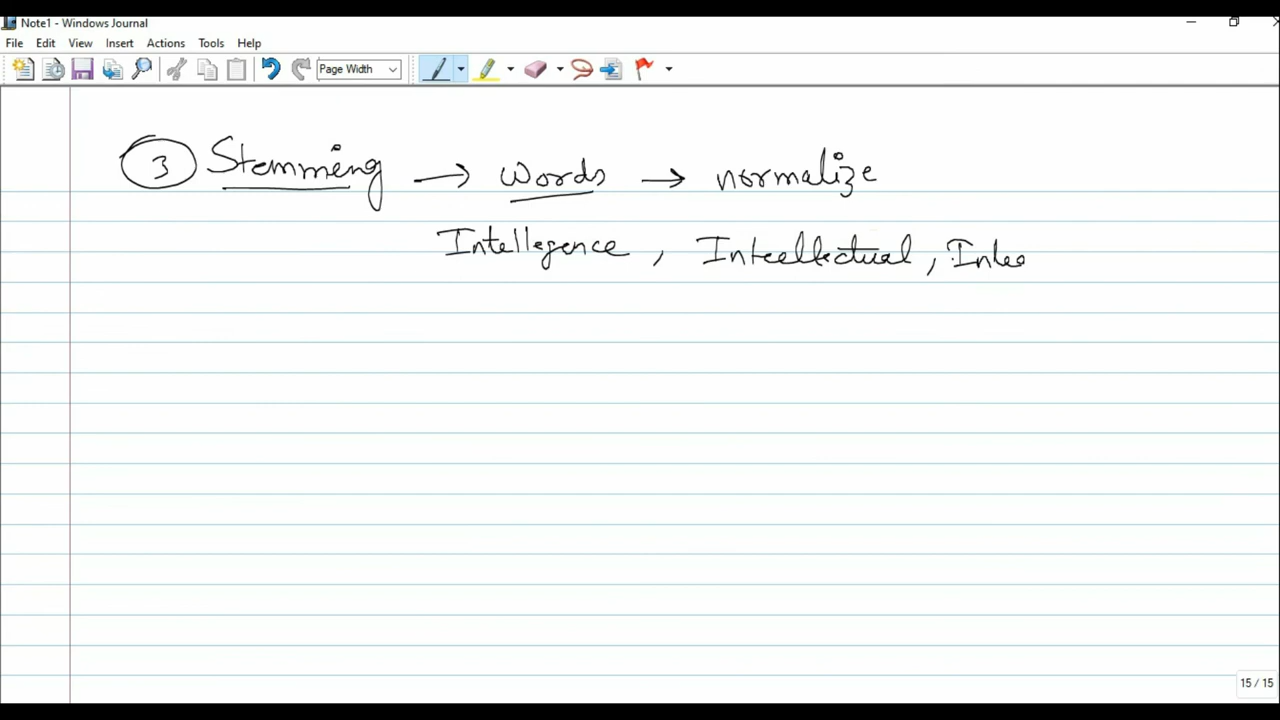 Note1 - Windows Journal
File Edit View Insert Actions Tools Help
Page Width
3 Stemming → words → normalize
Intellegence, Inteellectual, Inte
15 / 15